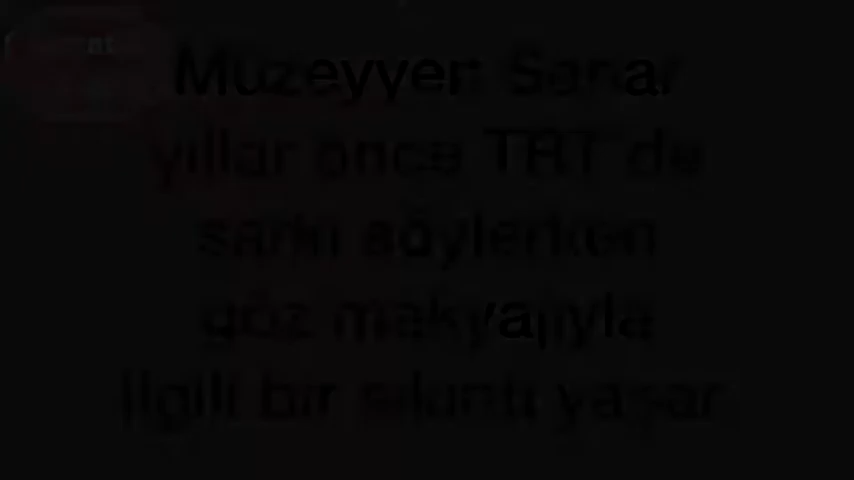 Müzeyyen Senar
yıllar önce TRT'de
şarkı söylerken
göz makyajıyla
ilgili bir sıkıntı yaşar